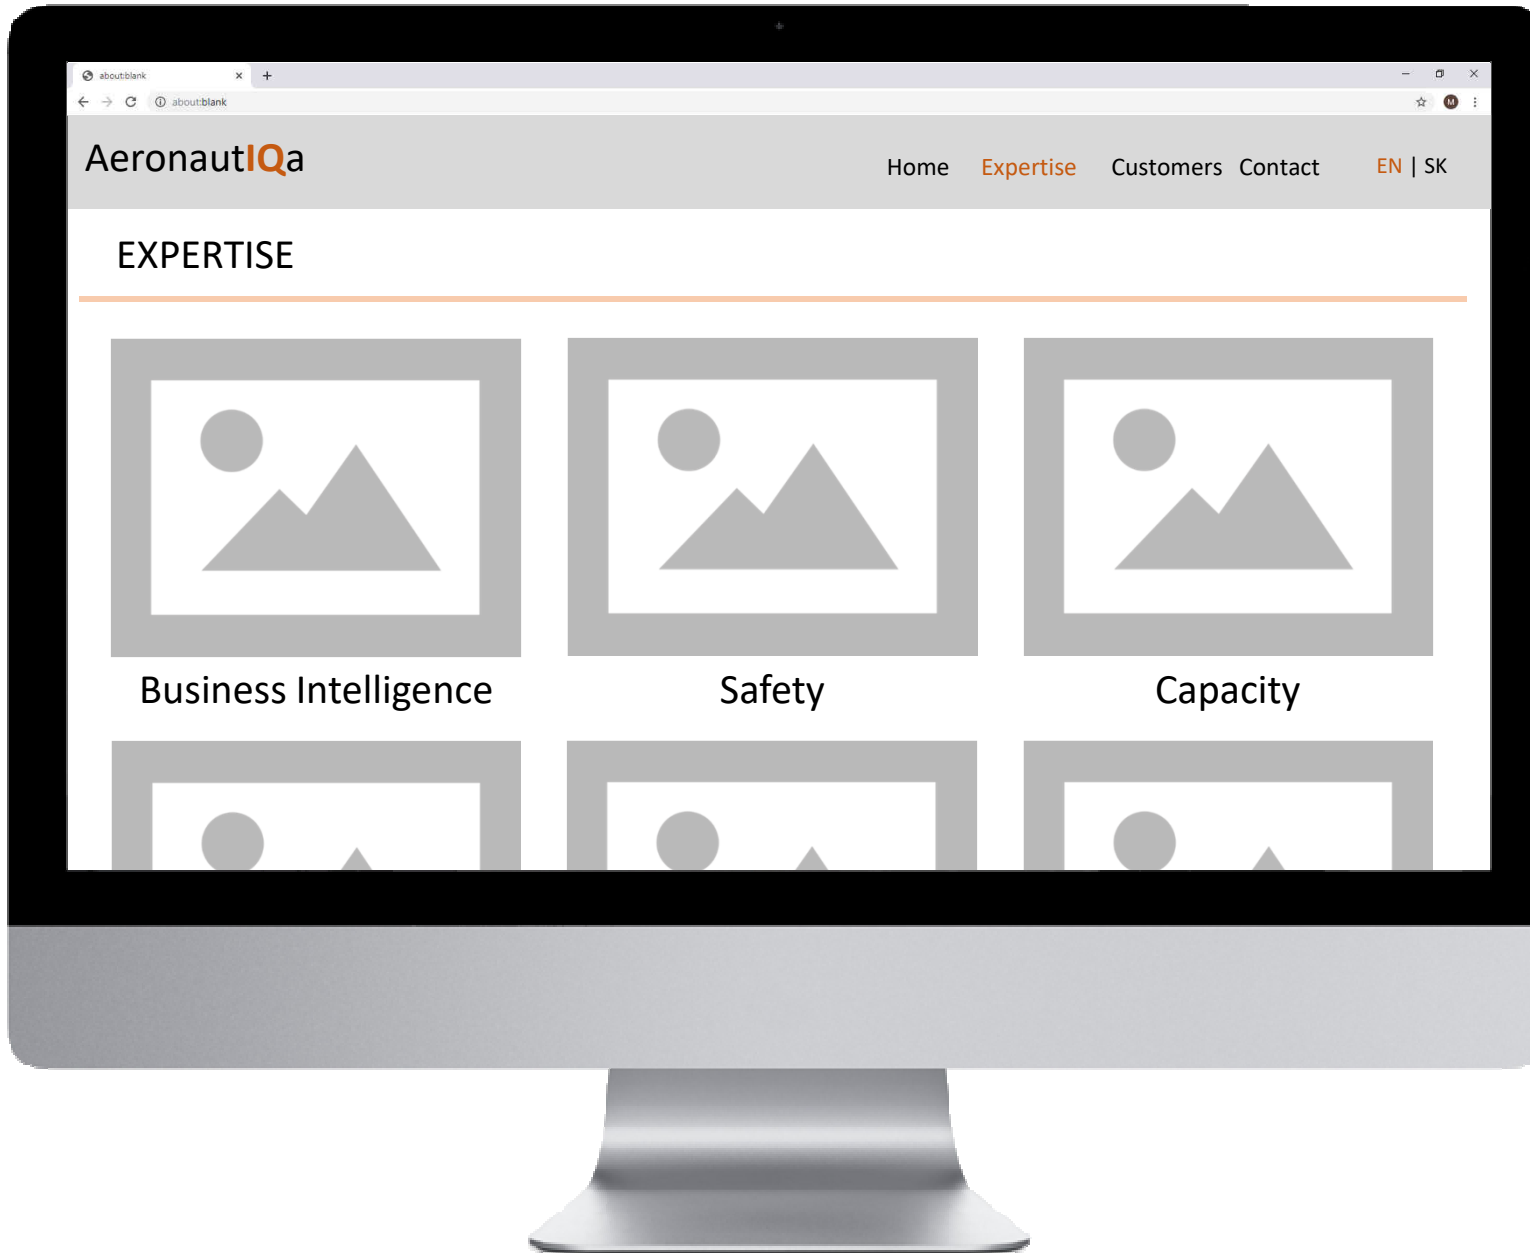 about:blank
about:blank
M
AeronautIQa
Home Expertise Customers Contact EN | SK
EXPERTISE
Business Intelligence Safety Capacity